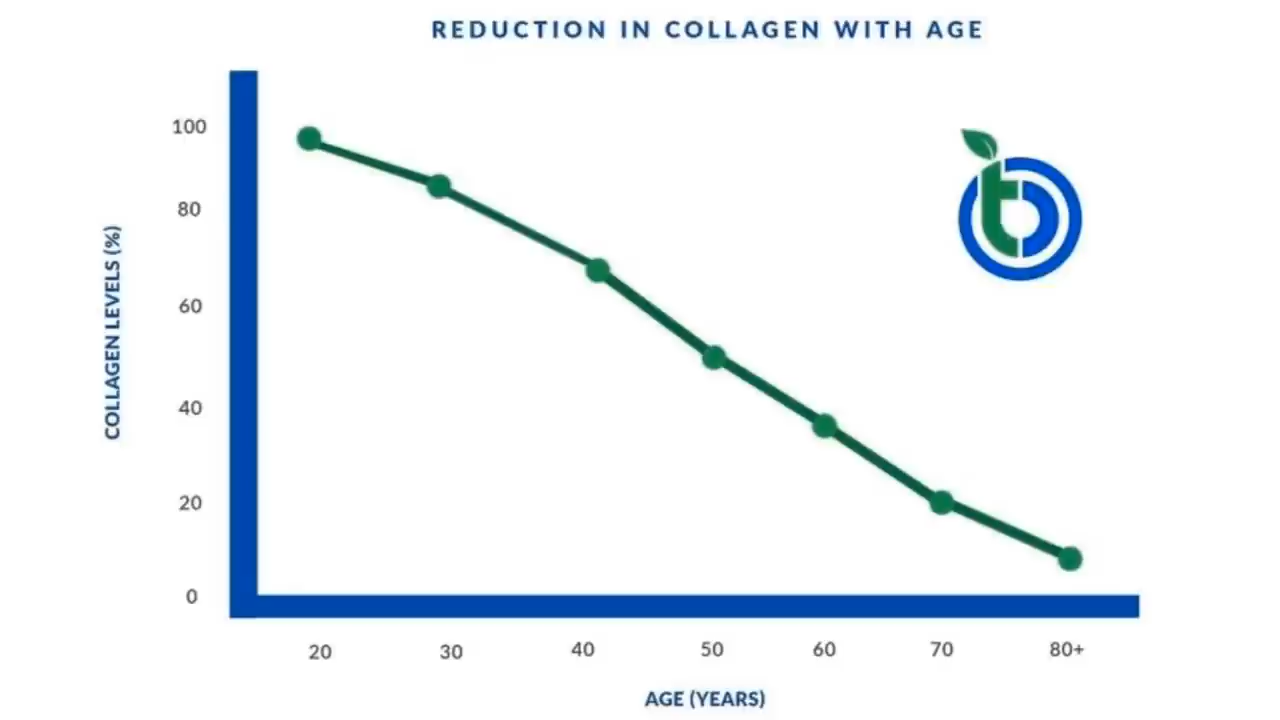 REDUCTION IN COLLAGEN WITH AGE
COLLAGEN LEVELS (%)
100
80
60
40
20
0
20 30 40 50 60 70 80+
AGE (YEARS)